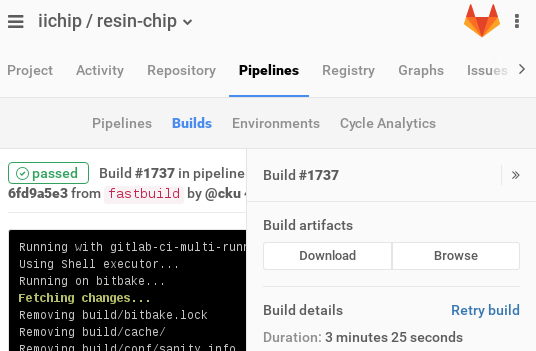 iichip / resin-chip
Project Activity Repository Pipelines Registry Graphs Issues
Pipelines Builds Environments Cycle Analytics
passed Build #1737 in pipeline
6fd9a5e3 from fastbuild by @cku
Running with gitlab-ci-multi-runn
Using Shell executor...
Running on bitbake...
Fetching changes...
Removing build/bitbake.lock
Removing build/cache/
Removing build/conf/sanity_info
Build #1737 »
Build artifacts
Download Browse
Build details Retry build
Duration: 3 minutes 25 seconds